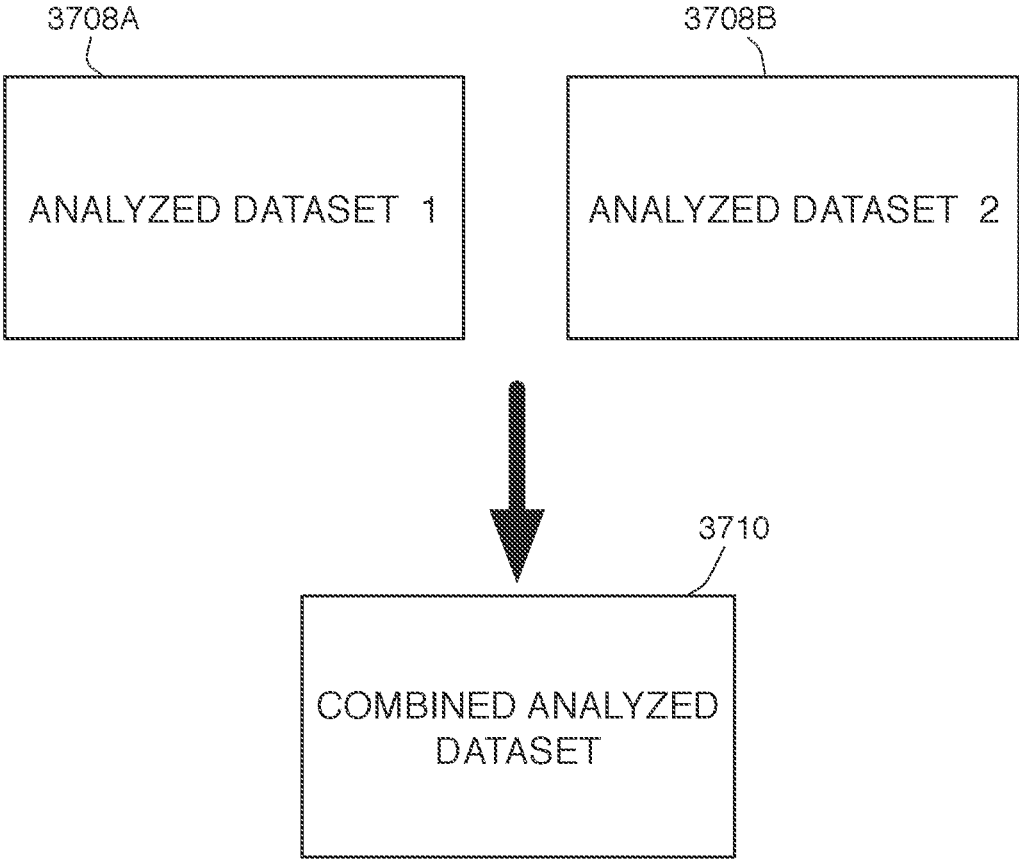 3708A
3708B
ANALYZED DATASET 1
ANALYZED DATASET 2
3710
COMBINED ANALYZED
DATASET